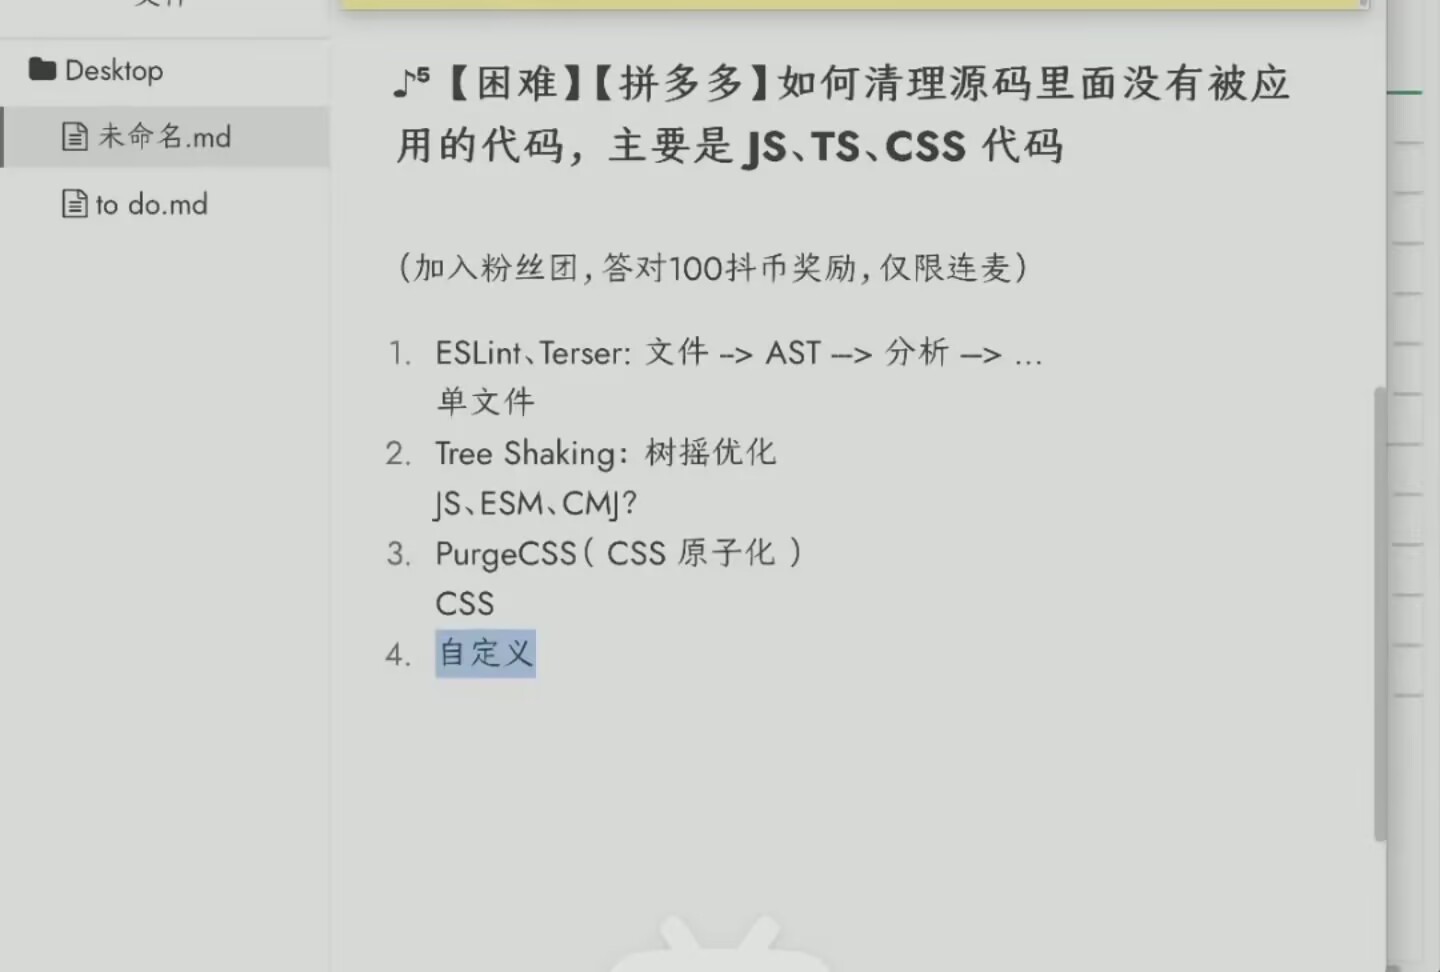 Desktop
未命名.md
to do.md
♪⁵【困难】【拼多多】如何清理源码里面没有被应
用的代码，主要是 JS、TS、CSS 代码
（加入粉丝团，答对100抖币奖励，仅限连麦）
1. ESLint、Terser: 文件 --> AST —> 分析 —> ...
单文件
2. Tree Shaking：树摇优化
JS、ESM、CMJ？
3. PurgeCSS（ CSS 原子化 ）
CSS
4. 自定义